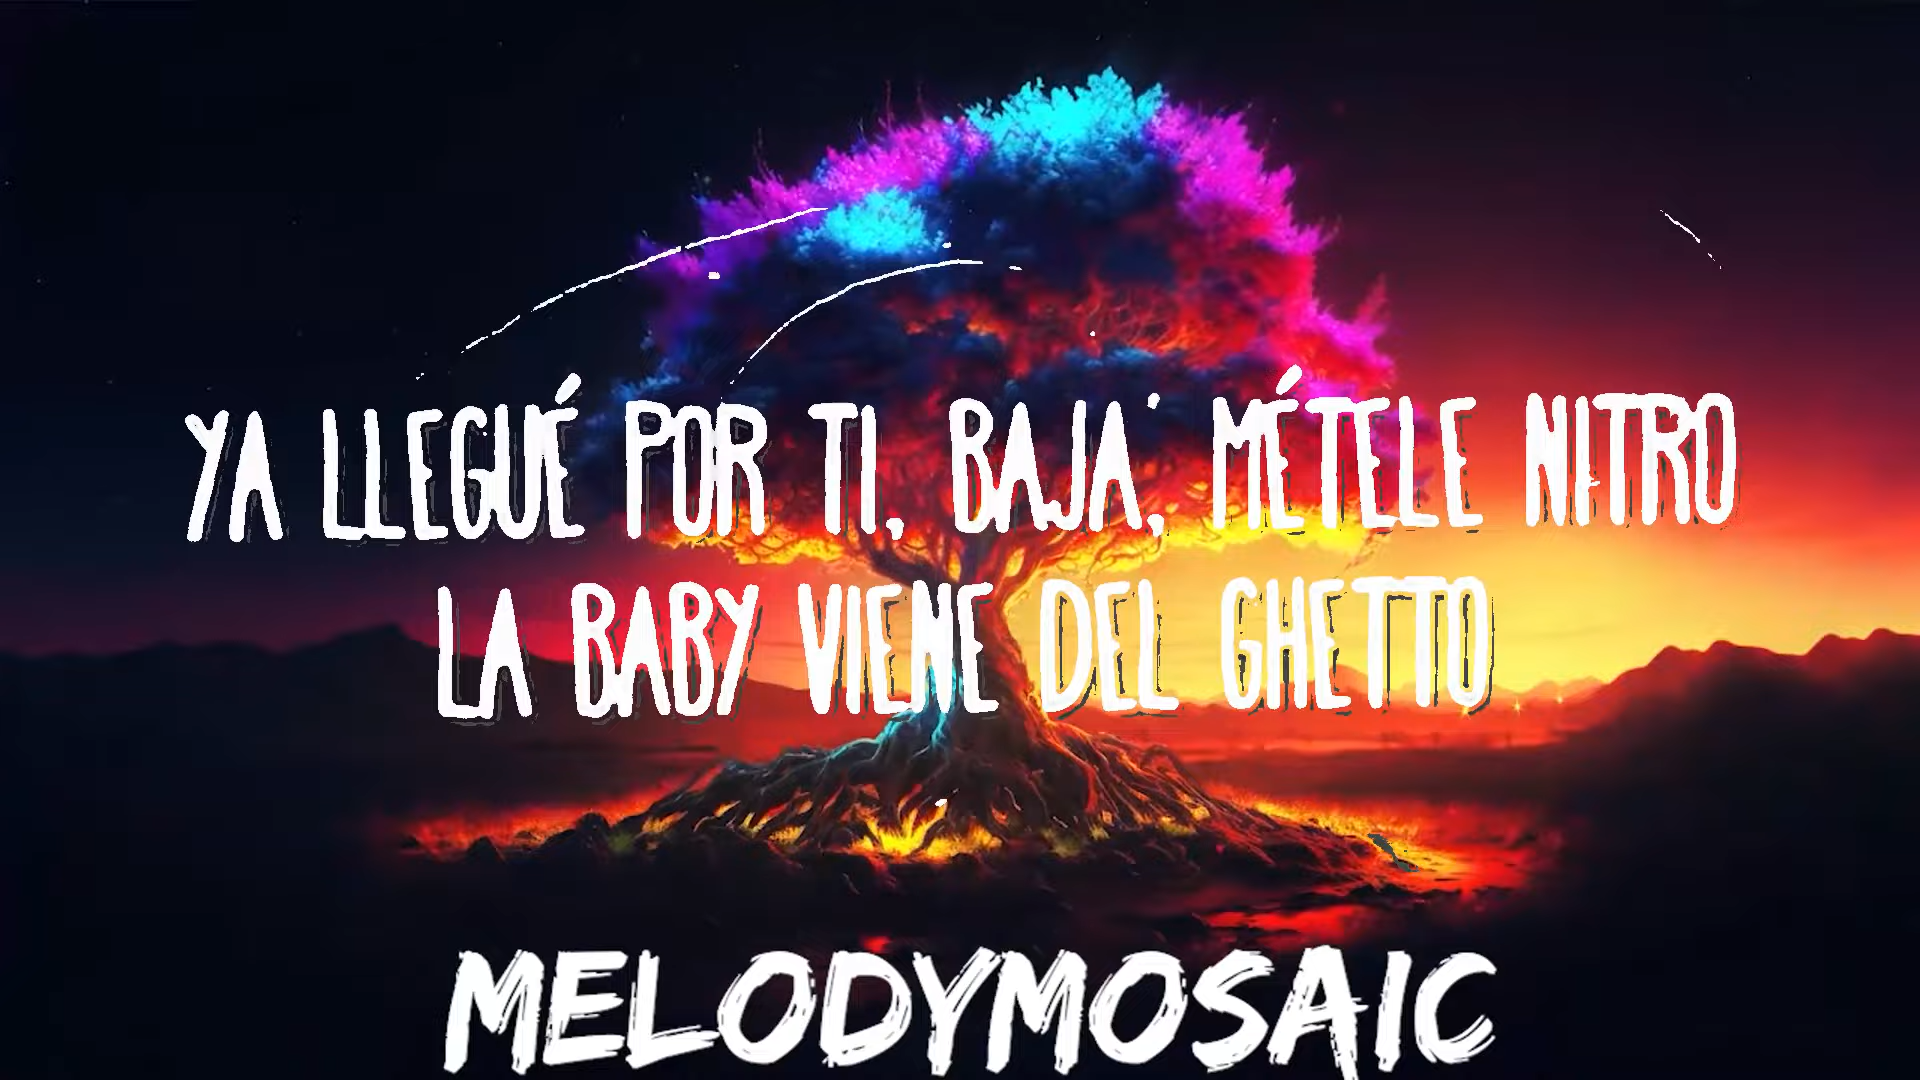 YA LLEGUÉ POR TI, BAJA; MÉTELE NITRO
LA BABY VIENE DEL GHETTO
MELODYMOSAIC